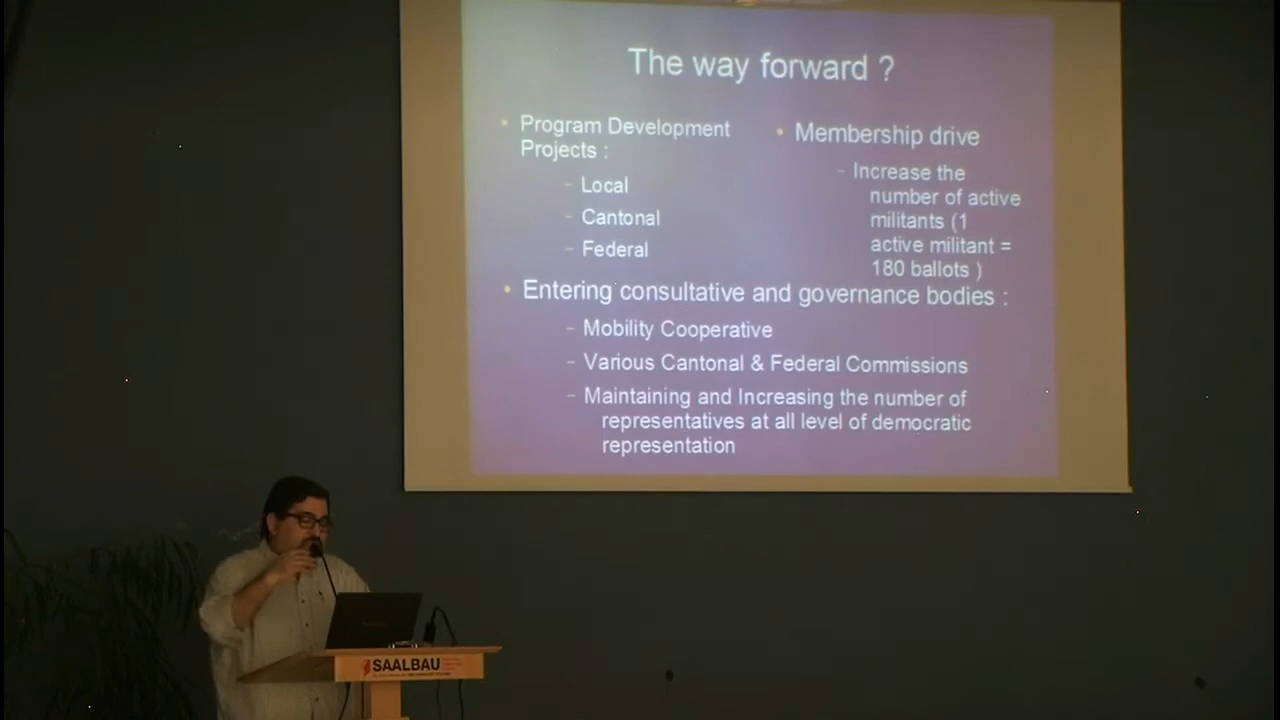 The way forward ?
• Program Development
Projects :
– Local
– Cantonal
– Federal
• Membership drive
– Increase the
number of active
militants (1
active militant =
180 ballots )
• Entering consultative and governance bodies :
– Mobility Cooperative
– Various Cantonal & Federal Commissions
– Maintaining and Increasing the number of
representatives at all level of democratic
representation
SAALBAU